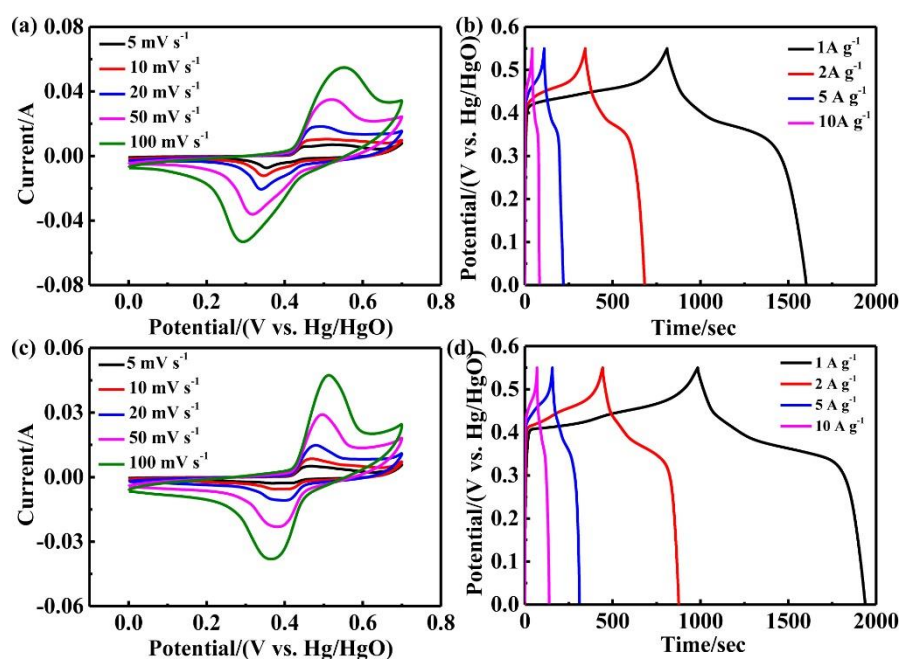 (a)
0.08
0.04
0.00
-0.04
-0.08
Current/A
5 mV s⁻¹
10 mV s⁻¹
20 mV s⁻¹
50 mV s⁻¹
100 mV s⁻¹
0.0 0.2 0.4 0.6 0.8
Potential/(V vs. Hg/HgO)
(b)
0.6
0.5
0.4
0.3
0.2
0.1
0.0
Potential/(V vs. Hg/HgO)
1A g⁻¹
2A g⁻¹
5 A g⁻¹
10A g⁻¹
0 500 1000 1500 2000
Time/sec
(c)
0.06
0.03
0.00
-0.03
-0.06
Current/A
5 mV s⁻¹
10 mV s⁻¹
20 mV s⁻¹
50 mV s⁻¹
100 mV s⁻¹
0.0 0.2 0.4 0.6 0.8
Potential/(V vs. Hg/HgO)
(d)
0.6
0.5
0.4
0.3
0.2
0.1
0.0
Potential/(V vs. Hg/HgO)
1 A g⁻¹
2 A g⁻¹
5 A g⁻¹
10 A g⁻¹
0 500 1000 1500 2000
Time/sec